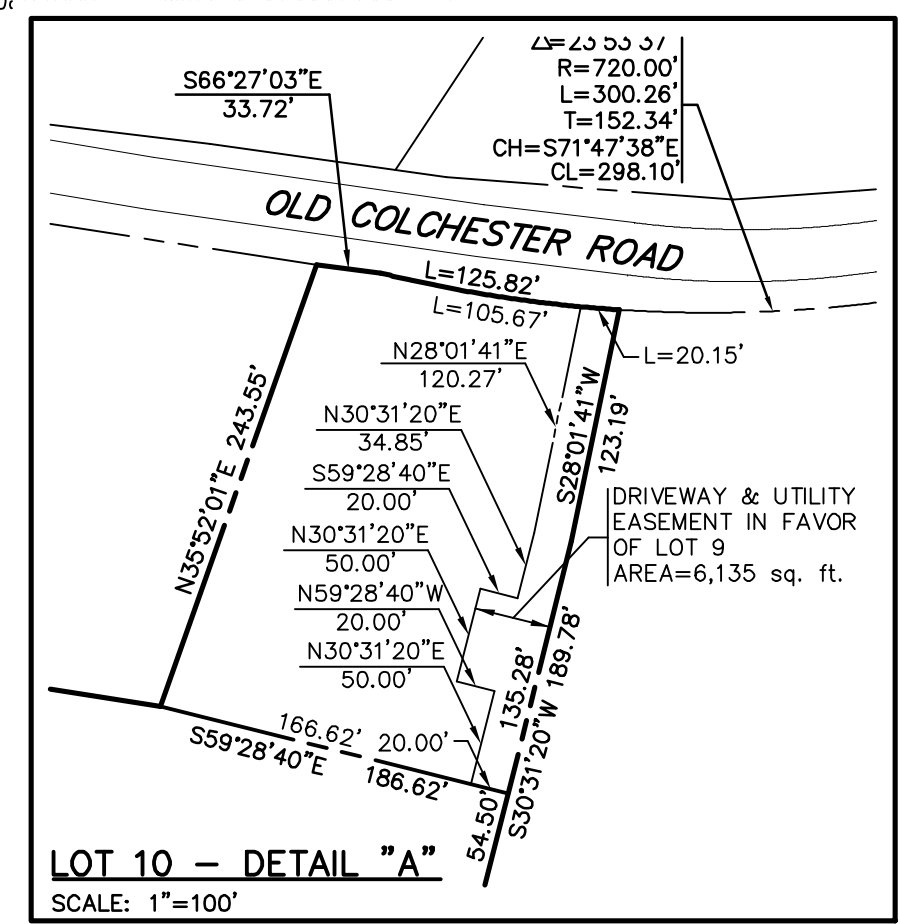 Δ=23°53'37"
R=720.00'
L=300.26'
T=152.34'
CH=S71°47'38"E
CL=298.10'
S66°27'03"E
33.72'
OLD COLCHESTER ROAD
L=125.82'
L=105.67'
L=20.15'
N28°01'41"E
120.27'
N30°31'20"E
34.85'
S59°28'40"E
20.00'
N30°31'20"E
50.00'
N59°28'40"W
20.00'
N30°31'20"E
50.00'
N35°52'01"E 243.55'
S28°01'41"W
123.19'
DRIVEWAY & UTILITY
EASEMENT IN FAVOR
OF LOT 9
AREA=6,135 sq. ft.
135.28'
S30°31'20"W 189.78'
166.62'
20.00'
S59°28'40"E
186.62'
54.50'
LOT 10 - DETAIL "A"
SCALE: 1"=100'